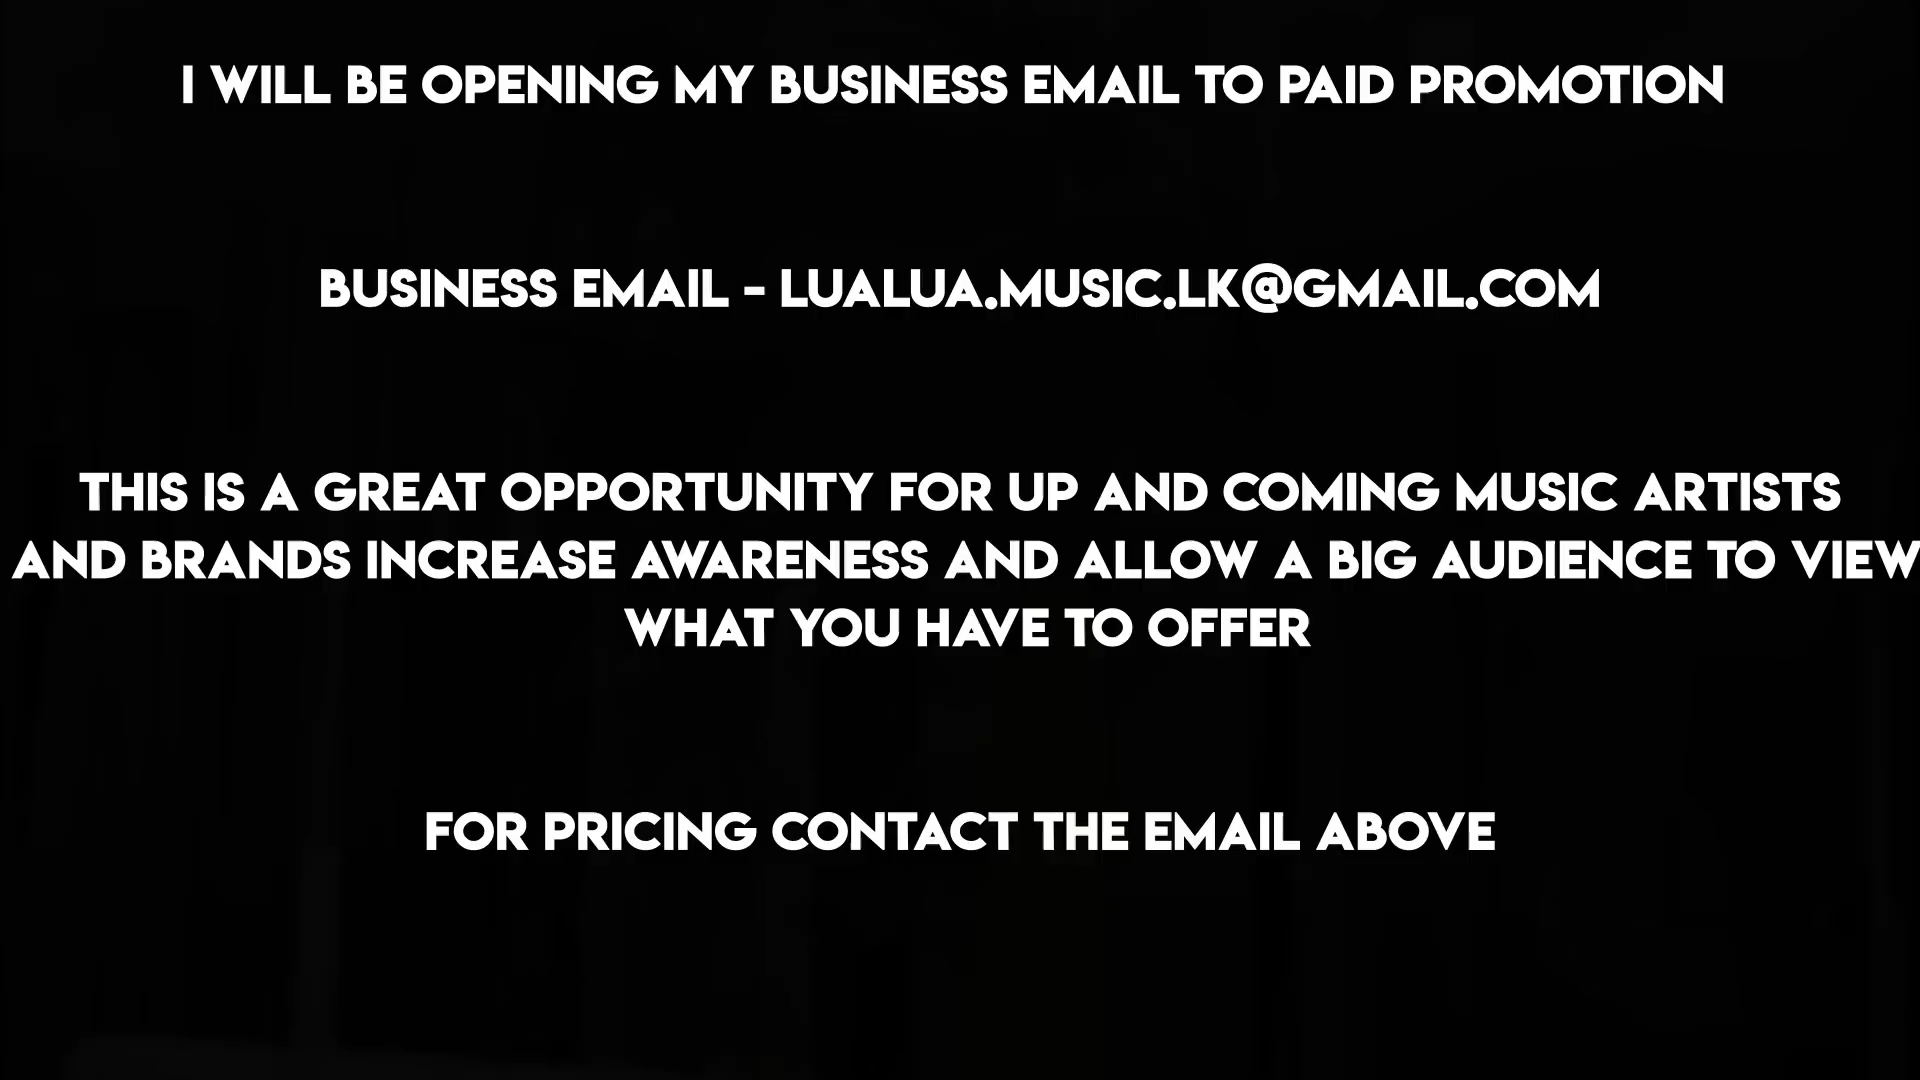 I WILL BE OPENING MY BUSINESS EMAIL TO PAID PROMOTION
BUSINESS EMAIL - LUALUA.MUSIC.LK@GMAIL.COM
THIS IS A GREAT OPPORTUNITY FOR UP AND COMING MUSIC ARTISTS
AND BRANDS INCREASE AWARENESS AND ALLOW A BIG AUDIENCE TO VIEW
WHAT YOU HAVE TO OFFER
FOR PRICING CONTACT THE EMAIL ABOVE